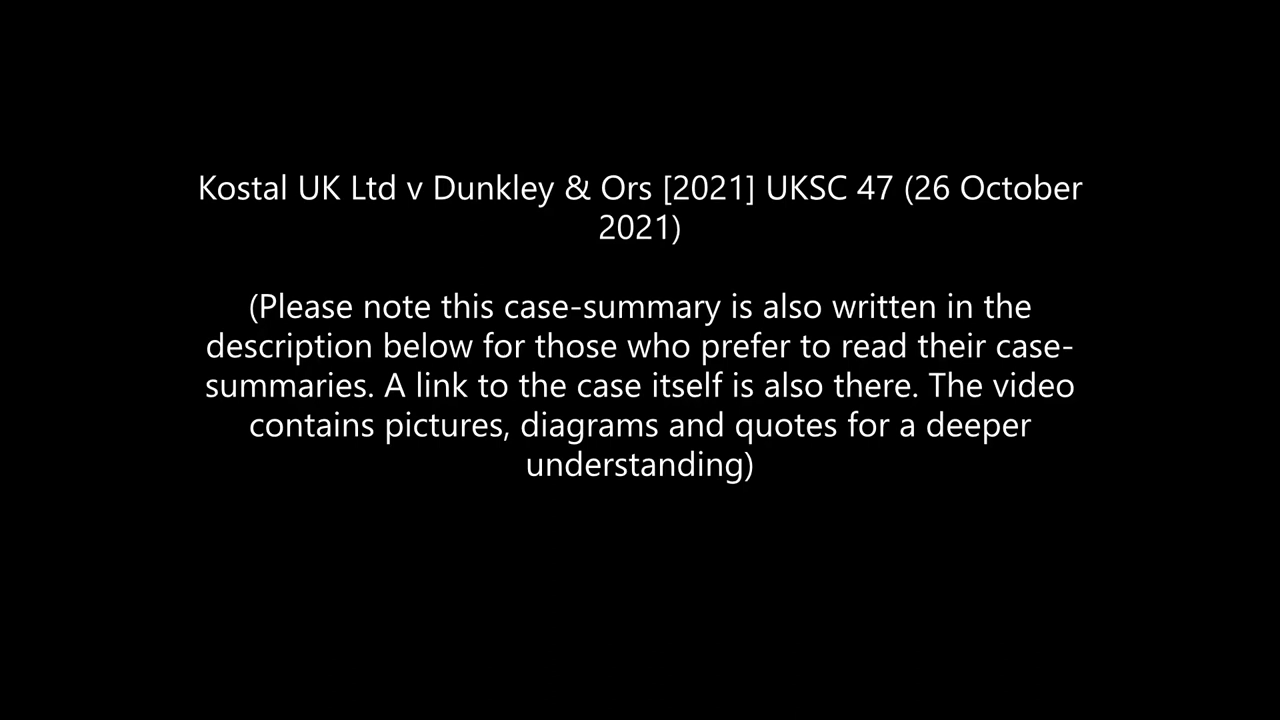 Kostal UK Ltd v Dunkley & Ors [2021] UKSC 47 (26 October
2021)
(Please note this case-summary is also written in the
description below for those who prefer to read their case-
summaries. A link to the case itself is also there. The video
contains pictures, diagrams and quotes for a deeper
understanding)